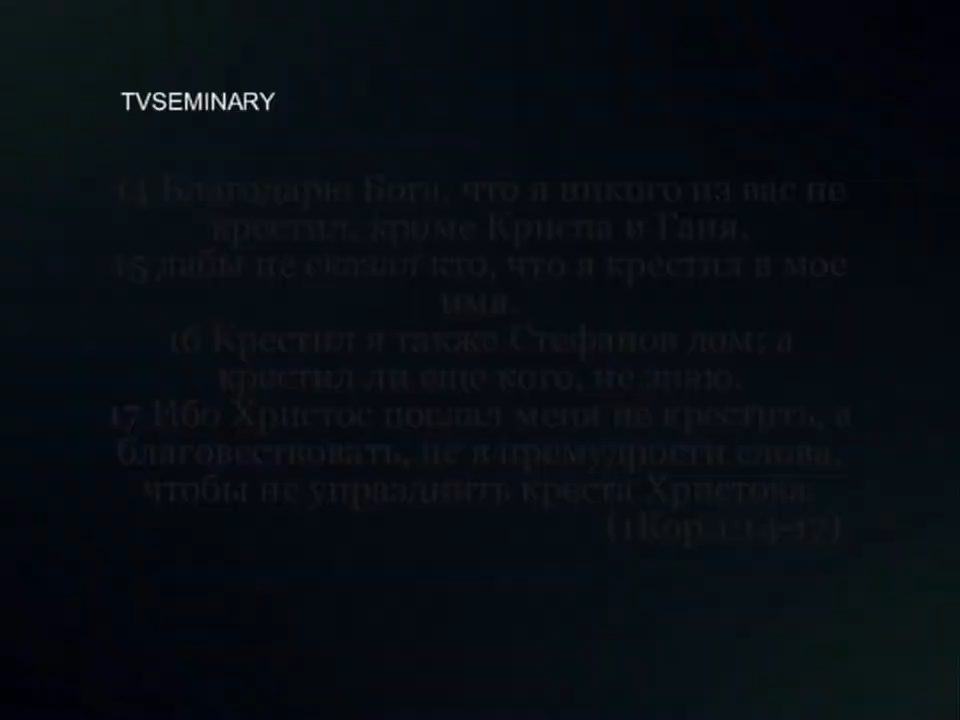 TVSEMINARY
14 Благодарю Бога, что я никого из вас не
крестил, кроме Криспа и Гаия,
15 дабы не сказал кто, что я крестил в мое
имя.
16 Крестил я также Стефанов дом; а
крестил ли еще кого, не знаю.
17 Ибо Христос послал меня не крестить, а
благовествовать, не в премудрости слова,
чтобы не упразднить креста Христова.
(1Кор.1:14-17)